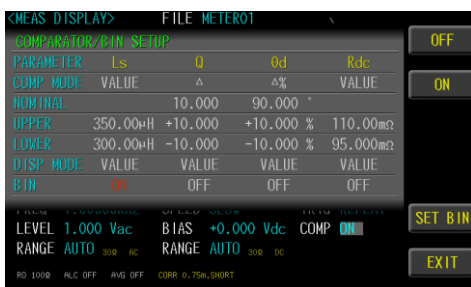 <MEAS DISPLAY> FILE METER01 \
COMPARATOR/BIN SETUP
PARAMETER Ls Q θd Rdc
COMP MODE VALUE △ △% VALUE
NOMINAL 10.000 90.000 °
UPPER 350.00μH +10.000 +10.000 % 110.00mΩ
LOWER 300.00μH -10.000 -10.000 % 95.000mΩ
DISP MODE VALUE VALUE VALUE VALUE
BIN ON OFF OFF OFF
LEVEL 1.000 Vac BIAS +0.000 Vdc COMP ON
RANGE AUTO 30Ω AC RANGE AUTO 30Ω DC
RO 100Ω ALC OFF AVG OFF CORR 0.75m,SHORT
OFF
ON
SET BIN
EXIT